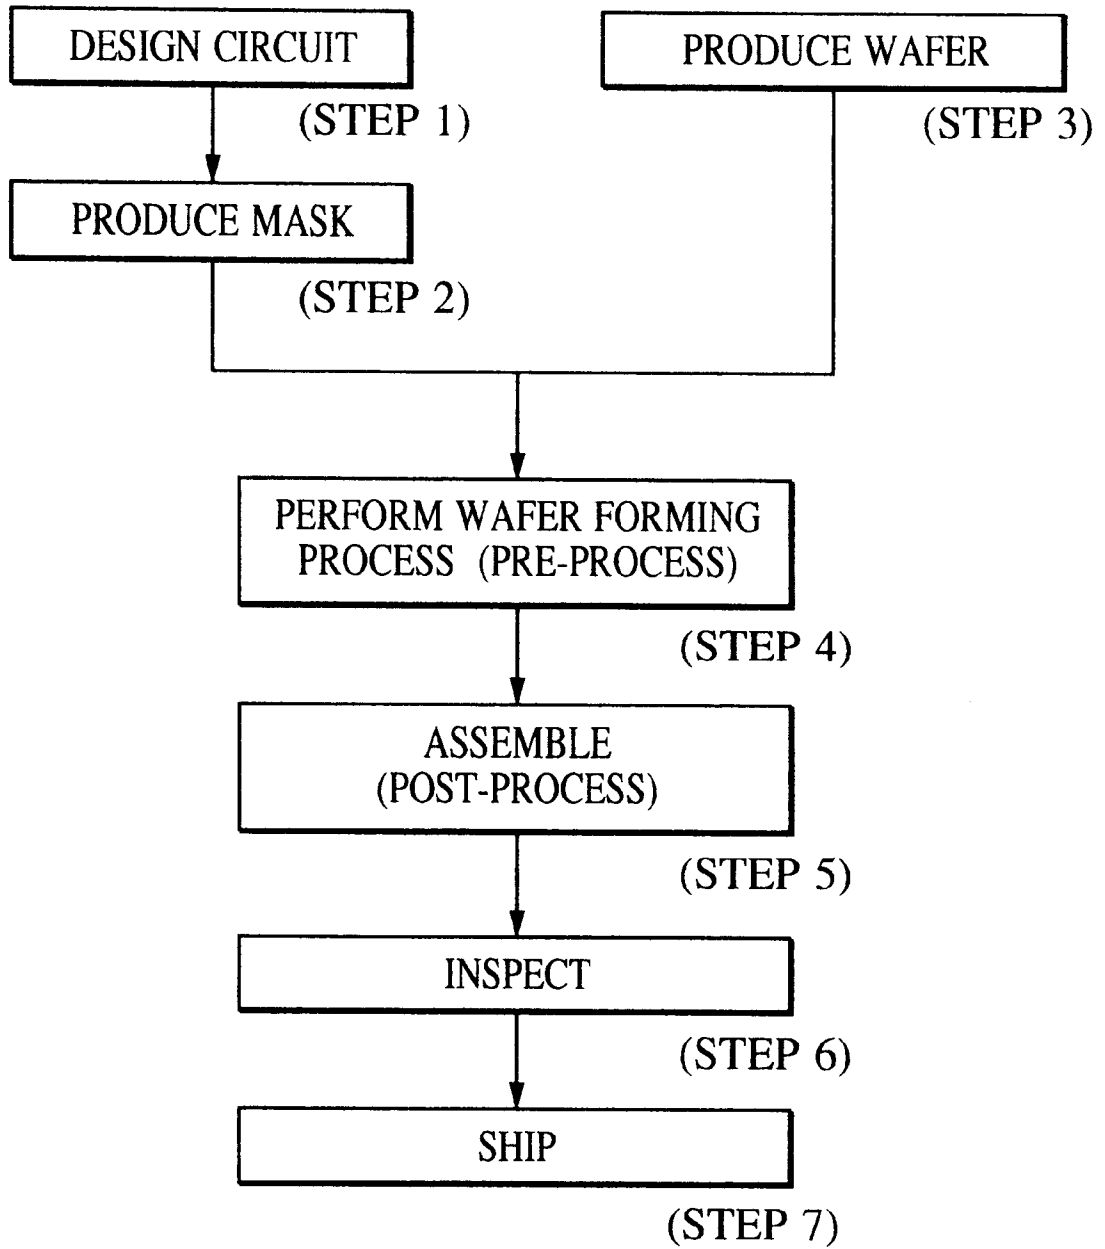 DESIGN CIRCUIT
(STEP 1)
PRODUCE MASK
(STEP 2)
PRODUCE WAFER
(STEP 3)
PERFORM WAFER FORMING
PROCESS (PRE-PROCESS)
(STEP 4)
ASSEMBLE
(POST-PROCESS)
(STEP 5)
INSPECT
(STEP 6)
SHIP
(STEP 7)